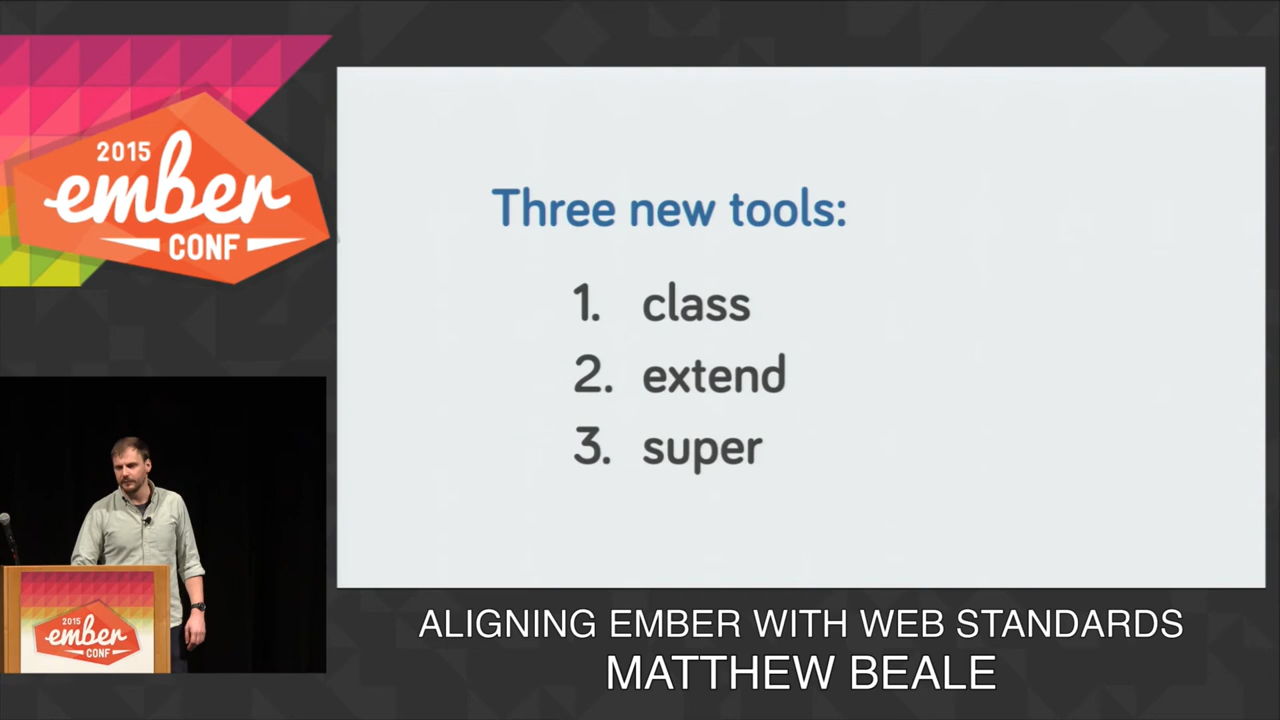 2015
ember
CONF
Three new tools:
1. class
2. extend
3. super
2015
ember
CONF
ALIGNING EMBER WITH WEB STANDARDS
MATTHEW BEALE